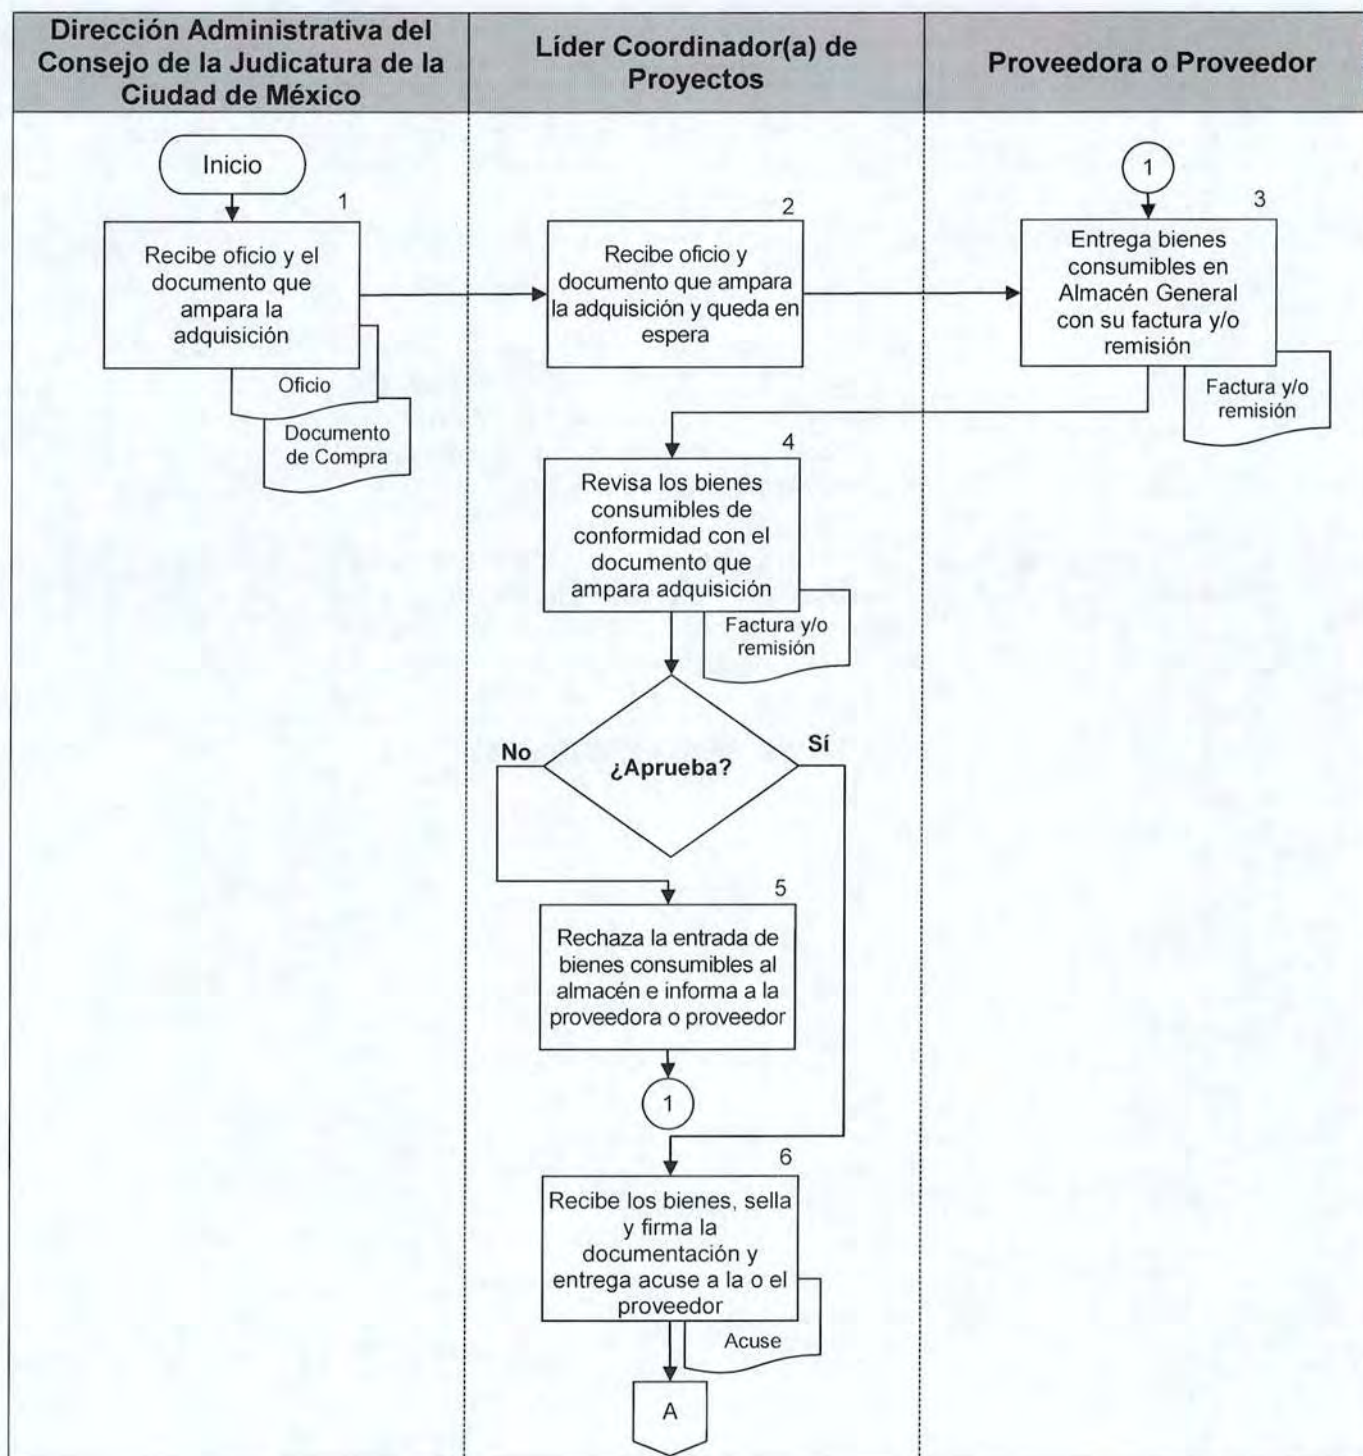 Dirección Administrativa del
Consejo de la Judicatura de la
Ciudad de México
Líder Coordinador(a) de
Proyectos
Proveedora o Proveedor
Inicio
1
Recibe oficio y el
documento que
ampara la
adquisición
Oficio
Documento
de Compra
2
Recibe oficio y
documento que ampara
la adquisición y queda en
espera
1
3
Entrega bienes
consumibles en
Almacén General
con su factura y/o
remisión
Factura y/o
remisión
4
Revisa los bienes
consumibles de
conformidad con el
documento que
ampara adquisición
Factura y/o
remisión
No
¿Aprueba?
Sí
5
Rechaza la entrada de
bienes consumibles al
almacén e informa a la
proveedora o proveedor
1
6
Recibe los bienes, sella
y firma la
documentación y
entrega acuse a la o el
proveedor
Acuse
A